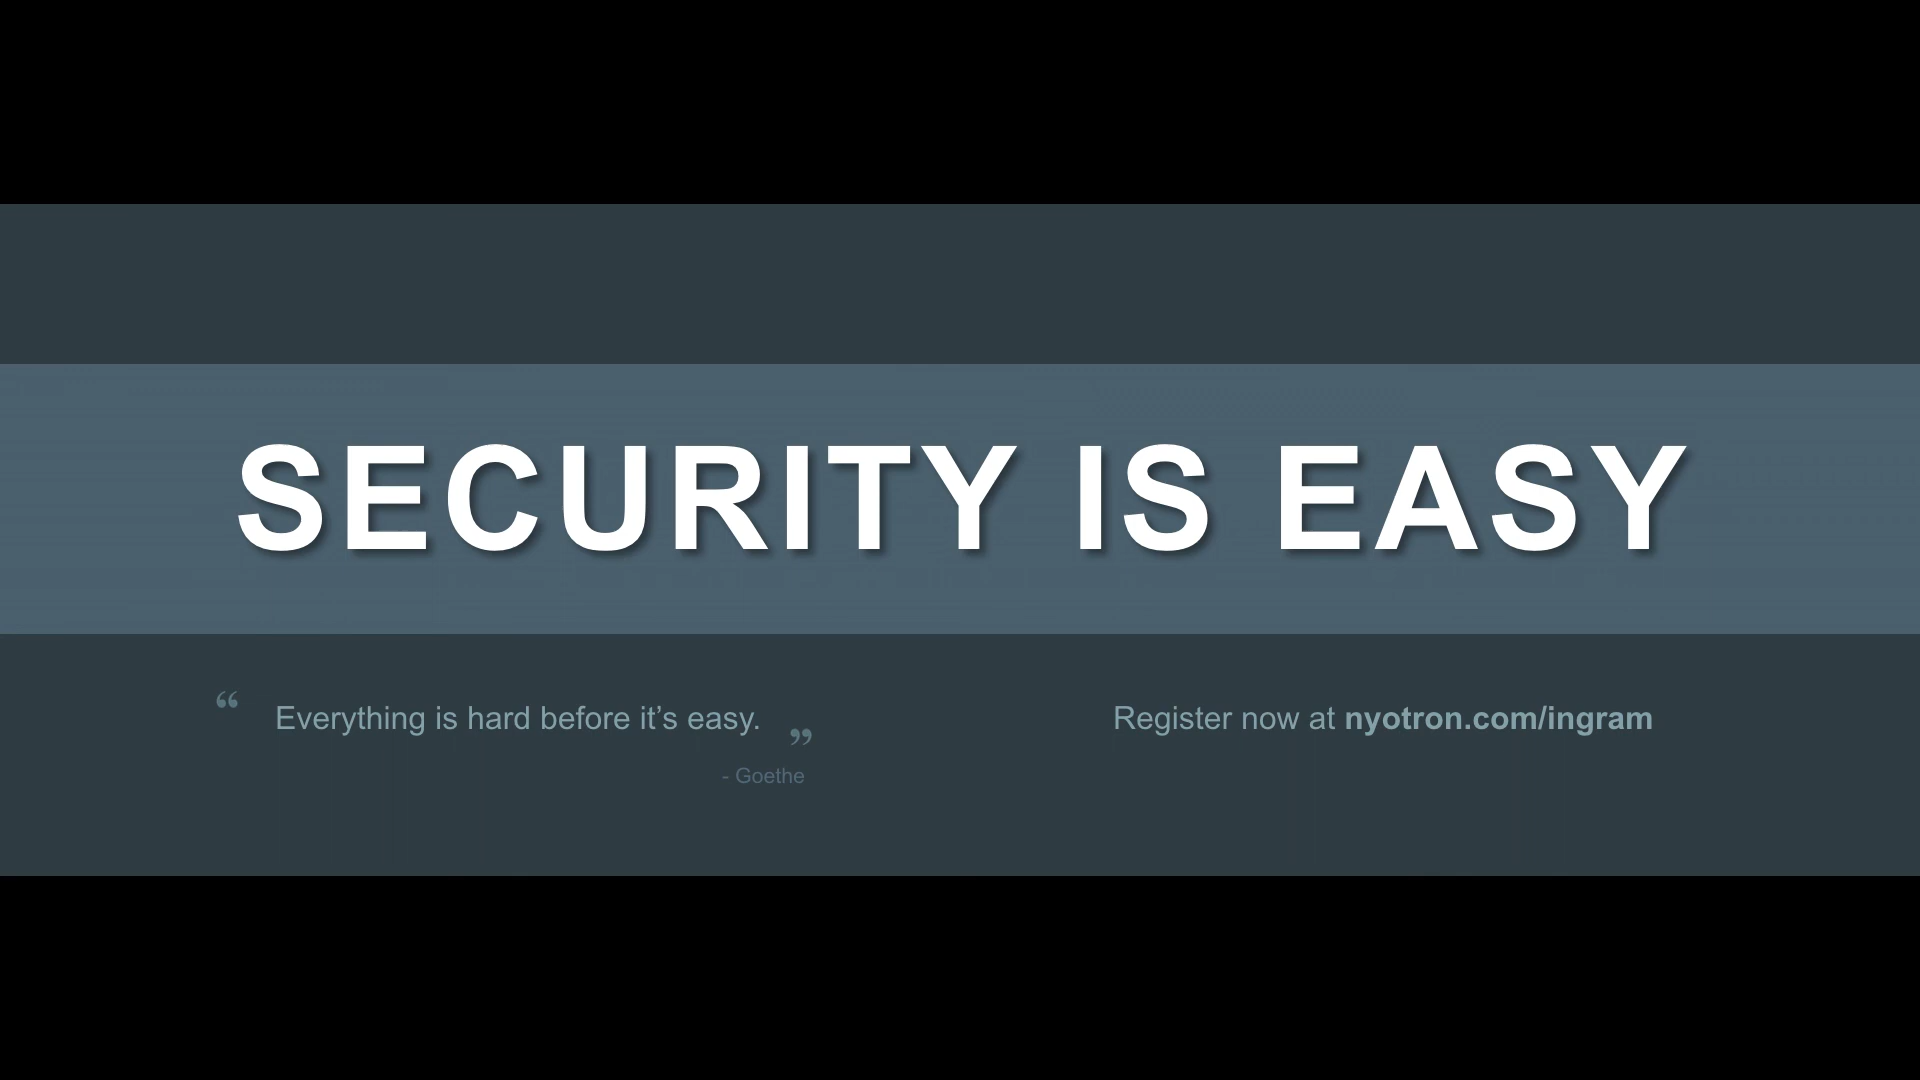 SECURITY IS EASY
“ Everything is hard before it’s easy. ”
- Goethe
Register now at nyotron.com/ingram